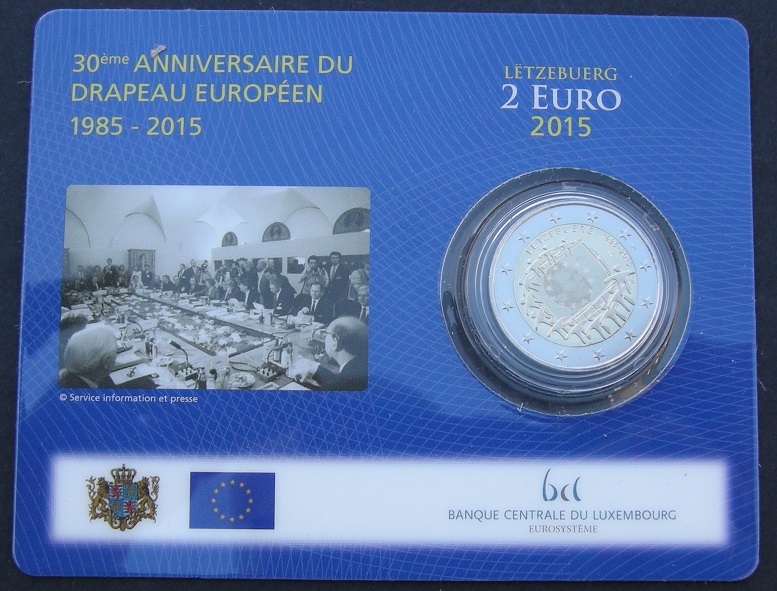 30ème ANNIVERSAIRE DU
DRAPEAU EUROPÉEN
1985 - 2015
LËTZEBUERG
2 EURO
2015
LËTZEBUERG
© Service information et presse
bcl
BANQUE CENTRALE DU LUXEMBOURG
EUROSYSTÈME